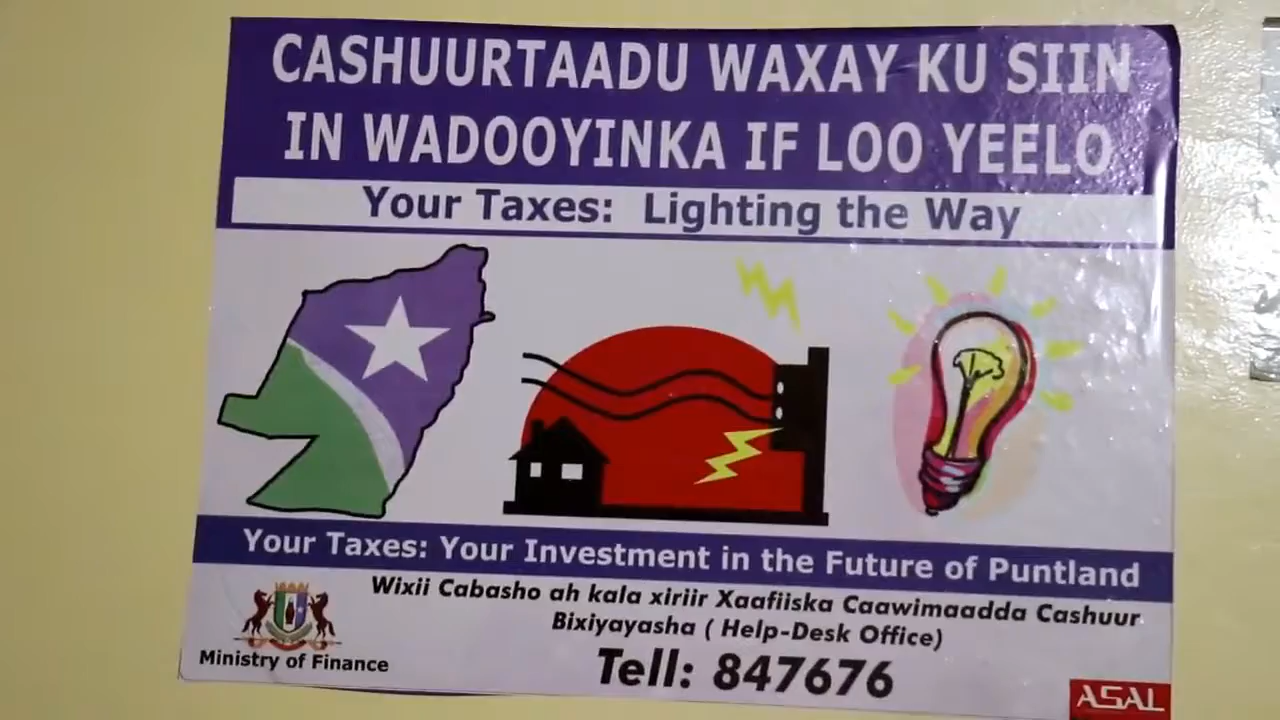 CASHUURTAADU WAXAY KU SIIN
IN WADOOYINKA IF LOO YEELO
Your Taxes: Lighting the Way
Your Taxes: Your Investment in the Future of Puntland
Wixii Cabasho ah kala xiriir Xaafiiska Caawimaadda Cashuur
Bixiyayasha ( Help-Desk Office)
Ministry of Finance
Tell: 847676
ASAL